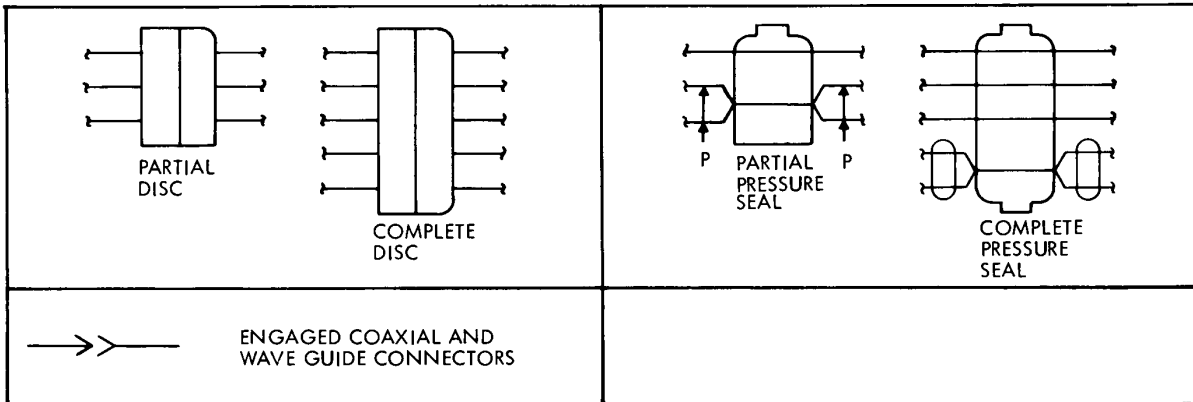 PARTIAL
DISC
COMPLETE
DISC
P
PARTIAL
PRESSURE
SEAL
P
COMPLETE
PRESSURE
SEAL
ENGAGED COAXIAL AND
WAVE GUIDE CONNECTORS